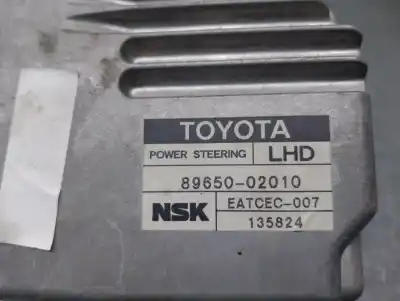 TOYOTA
POWER STEERING LHD
89650-02010
NSK EATCEC-007
135824